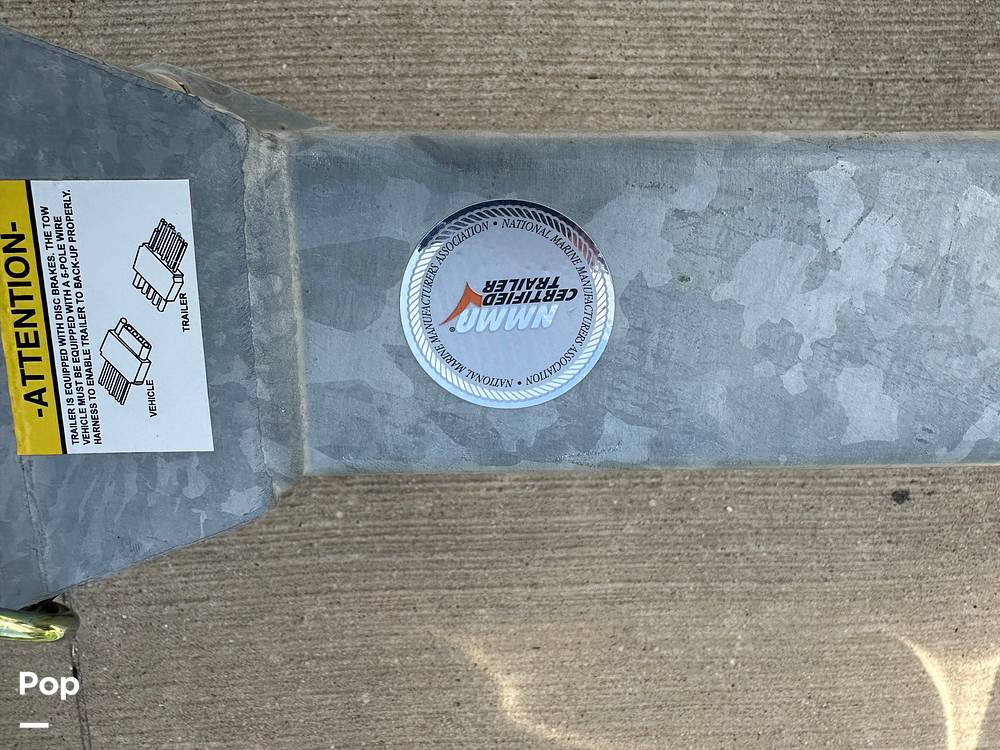 -ATTENTION-
TRAILER IS EQUIPPED WITH DISC BRAKES. THE TOW
VEHICLE MUST BE EQUIPPED WITH A 5-POLE WIRE
HARNESS TO ENABLE TRAILER TO BACK-UP PROPERLY.
VEHICLE
TRAILER
NATIONAL MARINE MANUFACTURERS ASSOCIATION •
NATIONAL MARINE MANUFACTURERS ASSOCIATION •
NMMA®
CERTIFIED
TRAILER
Pop